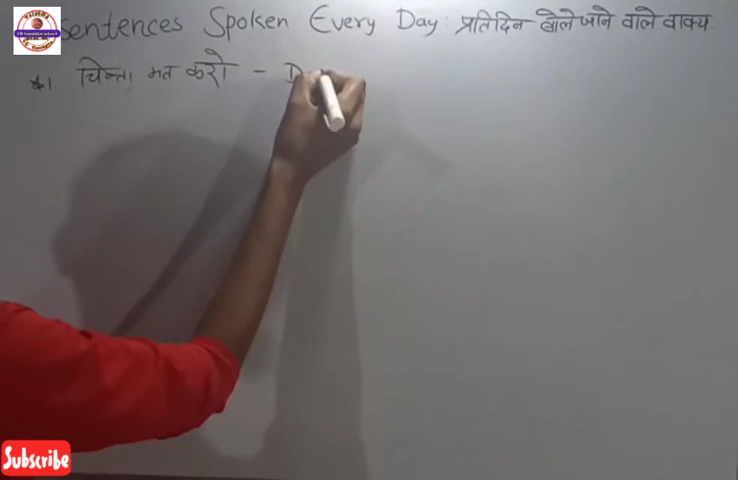 Sentences Spoken Every Day : प्रतिदिन बोले जाने वाले वाक्य
1 चिन्ता मत करो - D
Subscribe